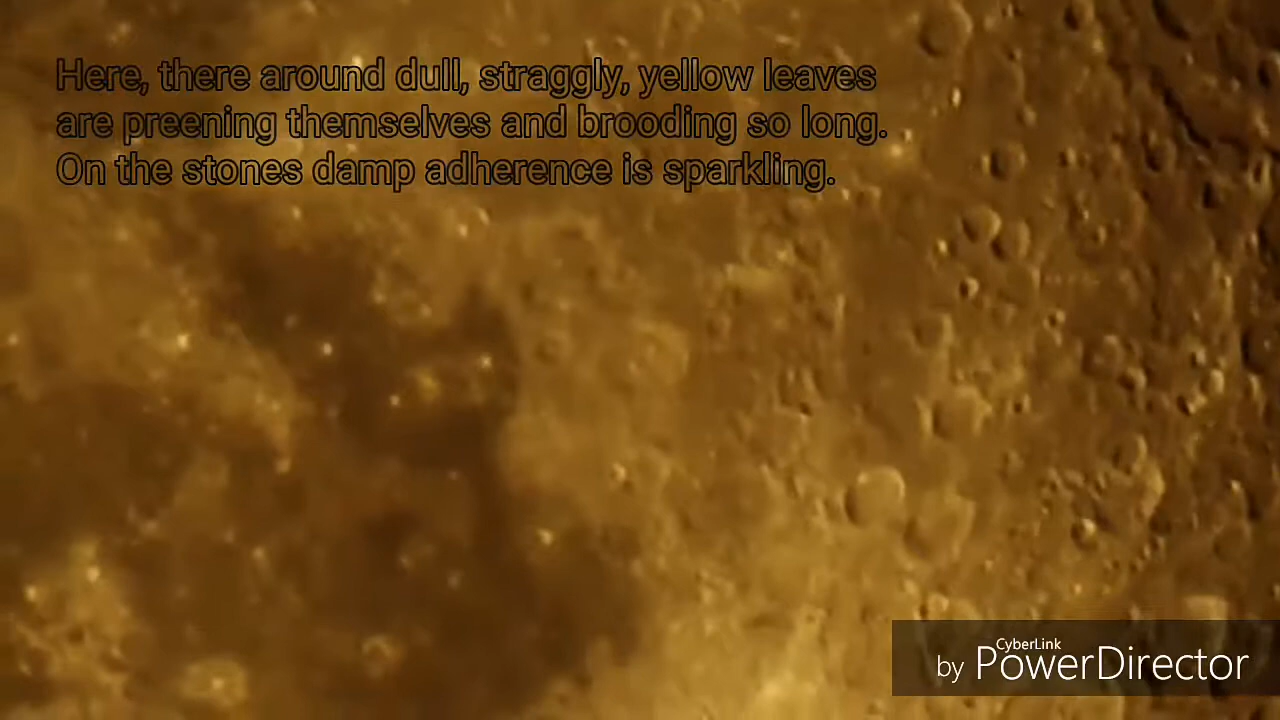 Here, there around dull, straggly, yellow leaves
are preening themselves and brooding so long.
On the stones damp adherence is sparkling.
CyberLink
by PowerDirector